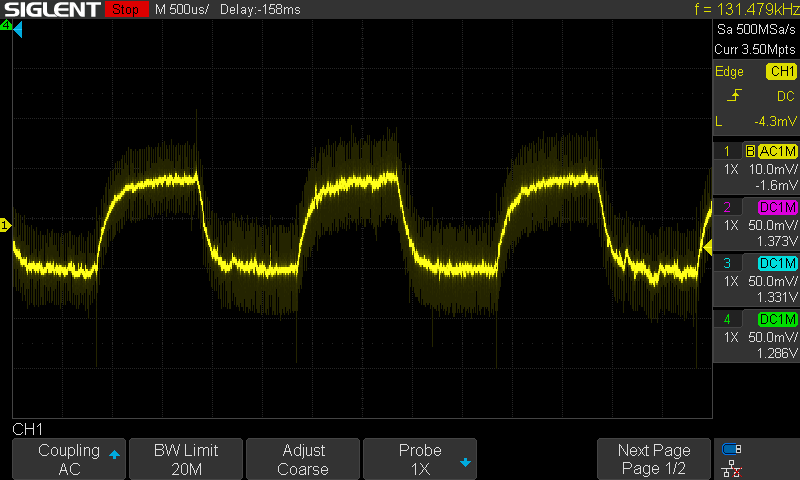 SIGLENT Stop M 500us/ Delay:-158ms f = 131.479kHz
Sa 500MSa/s
Curr 3.50Mpts
Edge CH1
DC
L -4.3mV
1 B AC1M
1X 10.0mV/
-1.6mV
2 DC1M
1X 50.0mV/
1.373V
3 DC1M
1X 50.0mV/
1.331V
4 DC1M
1X 50.0mV/
1.286V
4
1
CH1
Coupling
AC
BW Limit
20M
Adjust
Coarse
Probe
1X
Next Page
Page 1/2